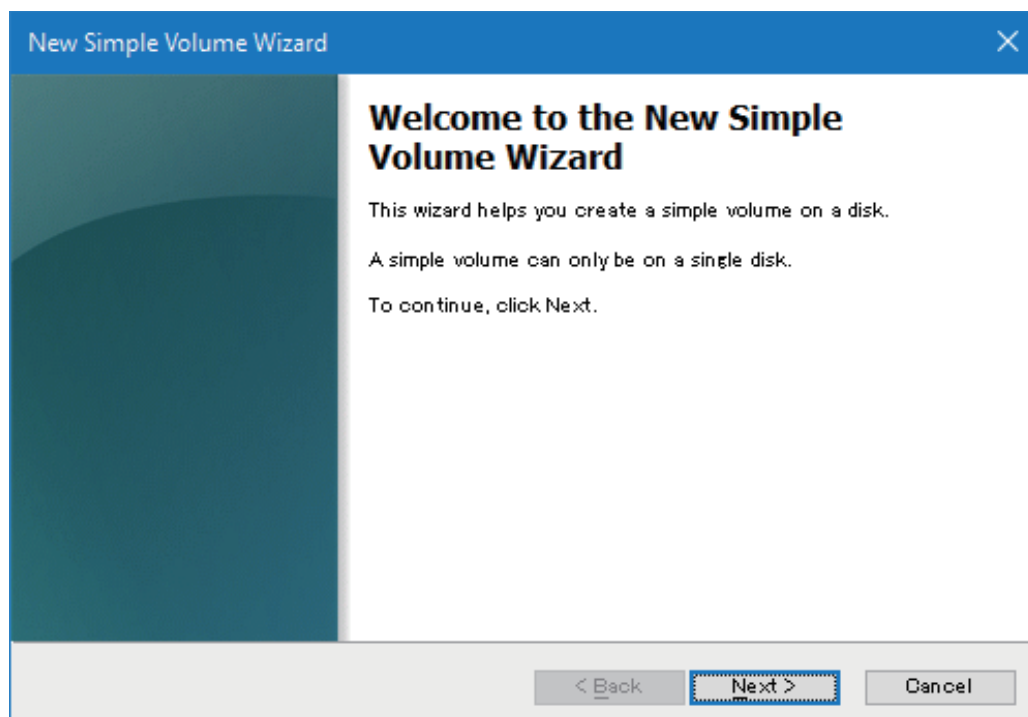 New Simple Volume Wizard
Welcome to the New Simple
Volume Wizard
This wizard helps you create a simple volume on a disk.
A simple volume can only be on a single disk.
To continue, click Next.
< Back
Next >
Cancel